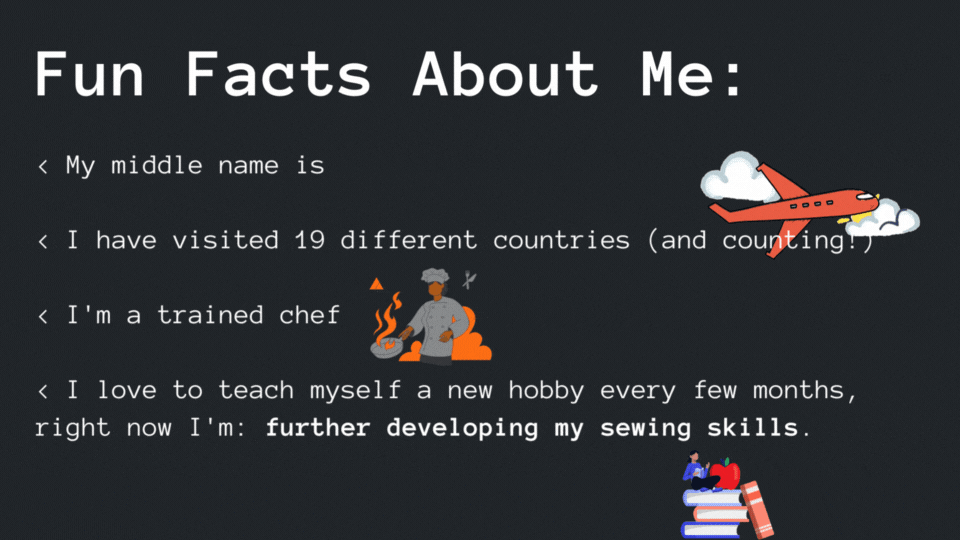 Fun Facts About Me:
< My middle name is
< I have visited 19 different countries (and counting!)
< I'm a trained chef
< I love to teach myself a new hobby every few months,
right now I'm: further developing my sewing skills.